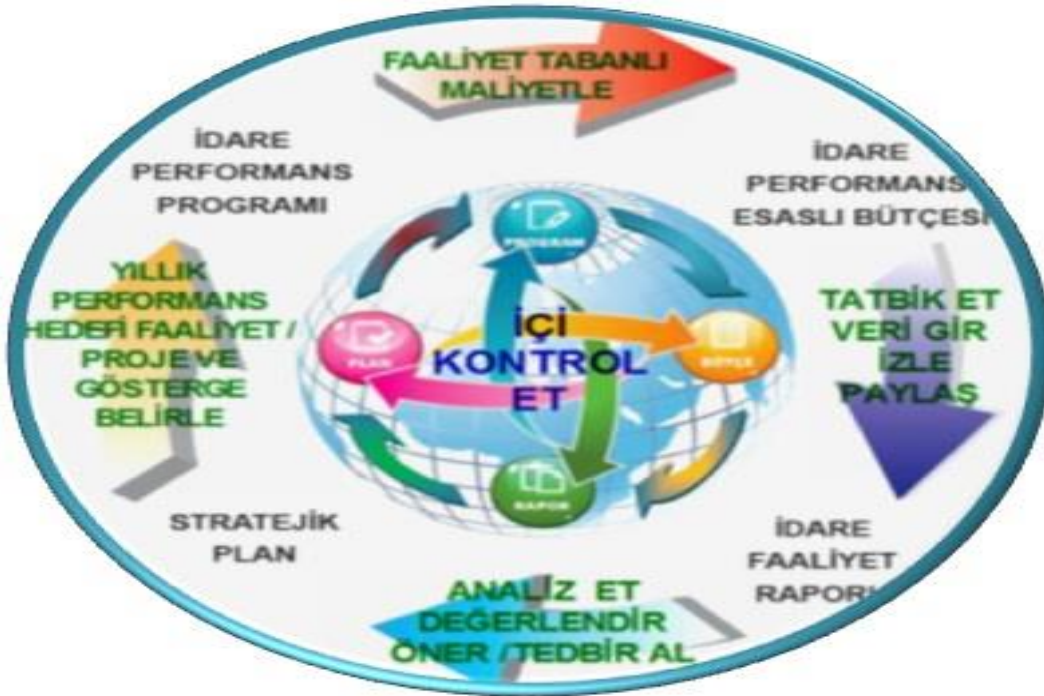 FAALİYET TABANLI
MALİYETLE
İDARE
PERFORMANS
PROGRAMI
İDARE
PERFORMANS
ESASLI BÜTÇESİ
PROGRAM
YILLIK
PERFORMANS
HEDEFİ FAALİYET /
PROJE VE
GÖSTERGE
BELİRLE
PLAN
İÇİ
KONTROL
ET
BÜTÇE
TATBİK ET
VERİ GİR
İZLE
PAYLAŞ
RAPOR
STRATEJİK
PLAN
İDARE
FAALİYET
RAPORU
ANALİZ ET
DEĞERLENDİR
ÖNER /TEDBİR AL